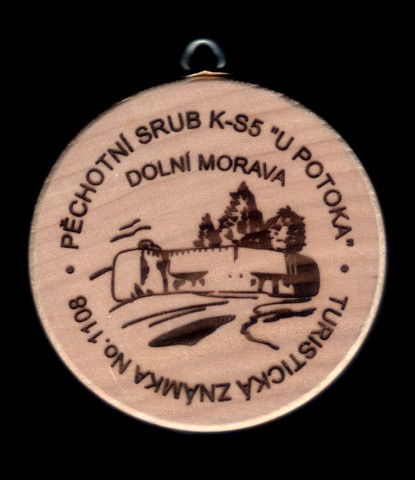 PĚCHOTNÍ SRUB K-S5 "U POTOKA"
DOLNÍ MORAVA
TURISTICKÁ ZNÁMKA No.1108